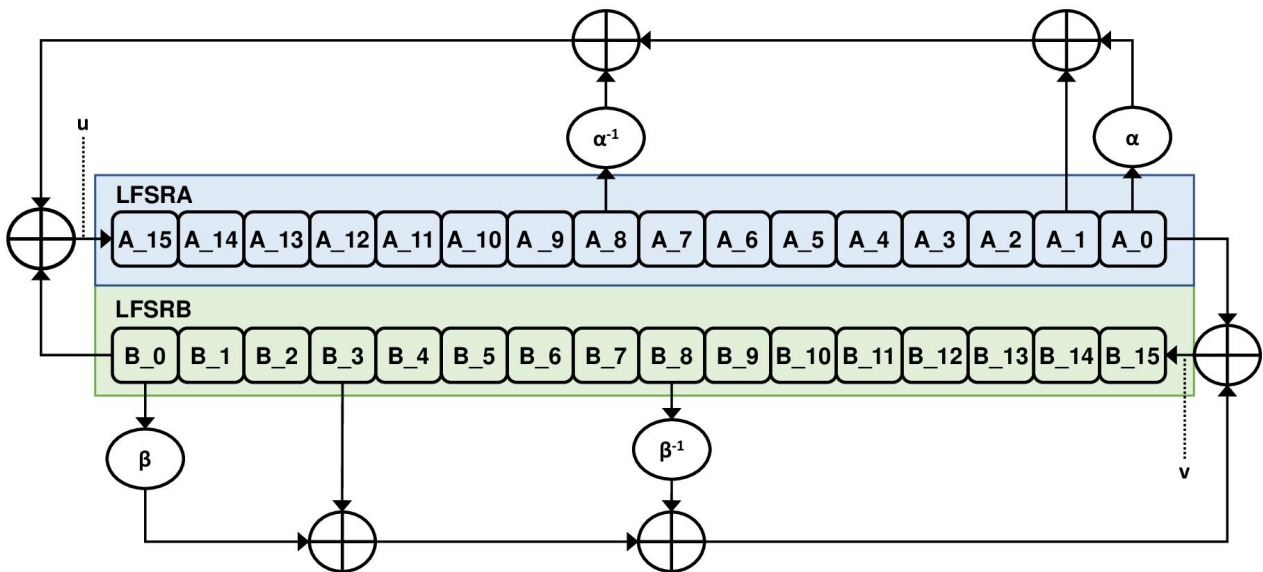 u
α⁻¹
α
LFSRA
A_15 A_14 A_13 A_12 A_11 A_10 A _9 A_8 A_7 A_6 A_5 A_4 A_3 A_2 A_1 A_0
LFSRB
B_0 B_1 B_2 B_3 B_4 B_5 B_6 B_7 B_8 B_9 B_10 B_11 B_12 B_13 B_14 B_15
β
β⁻¹
v